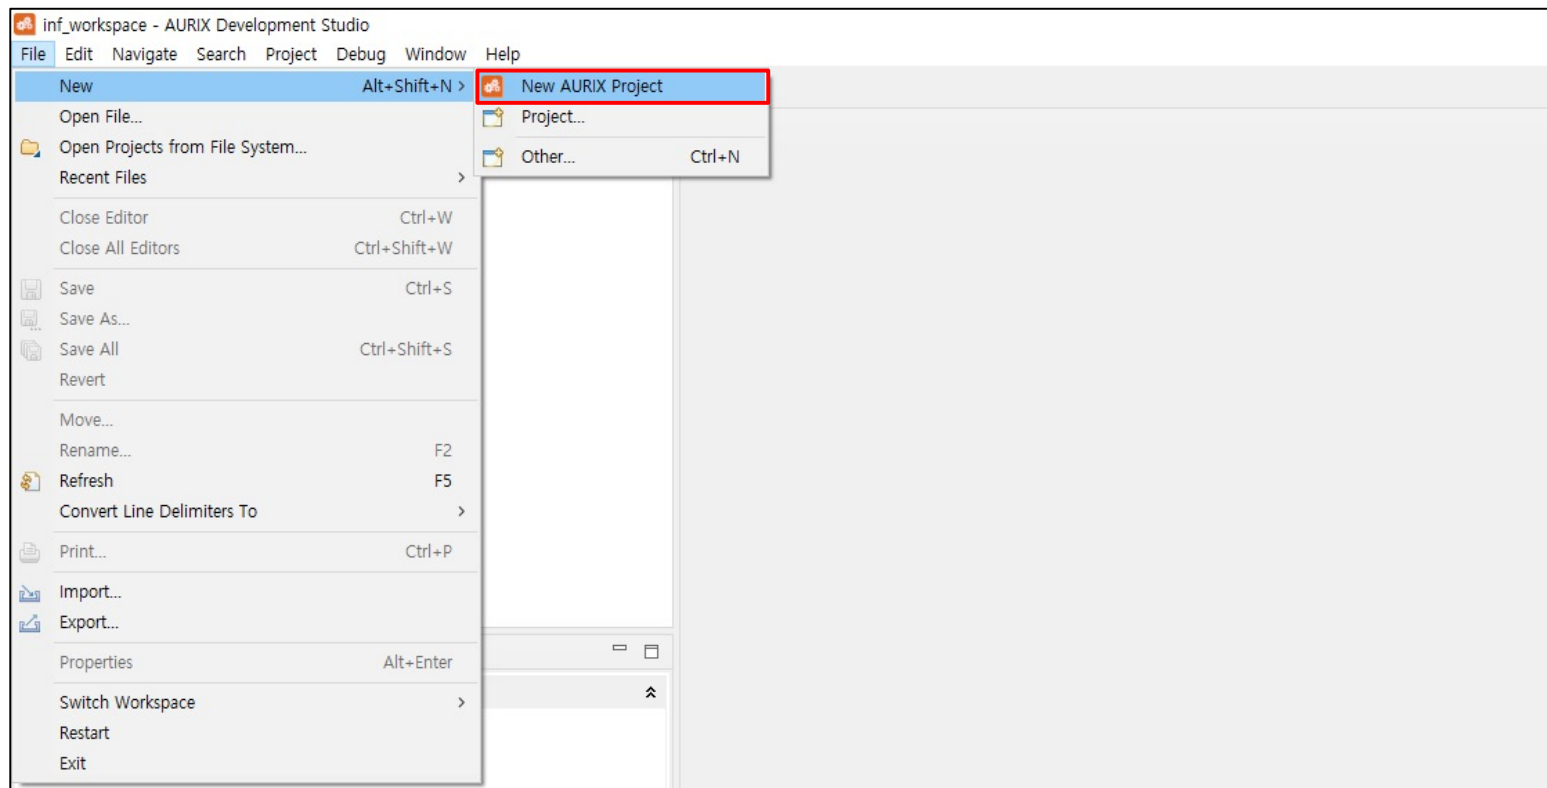 inf_workspace - AURIX Development Studio
File Edit Navigate Search Project Debug Window Help
New Alt+Shift+N >
New AURIX Project
Project...
Other... Ctrl+N
Open File...
Open Projects from File System...
Recent Files >
Close Editor Ctrl+W
Close All Editors Ctrl+Shift+W
Save Ctrl+S
Save As...
Save All Ctrl+Shift+S
Revert
Move...
Rename... F2
Refresh F5
Convert Line Delimiters To >
Print... Ctrl+P
Import...
Export...
Properties Alt+Enter
Switch Workspace >
Restart
Exit